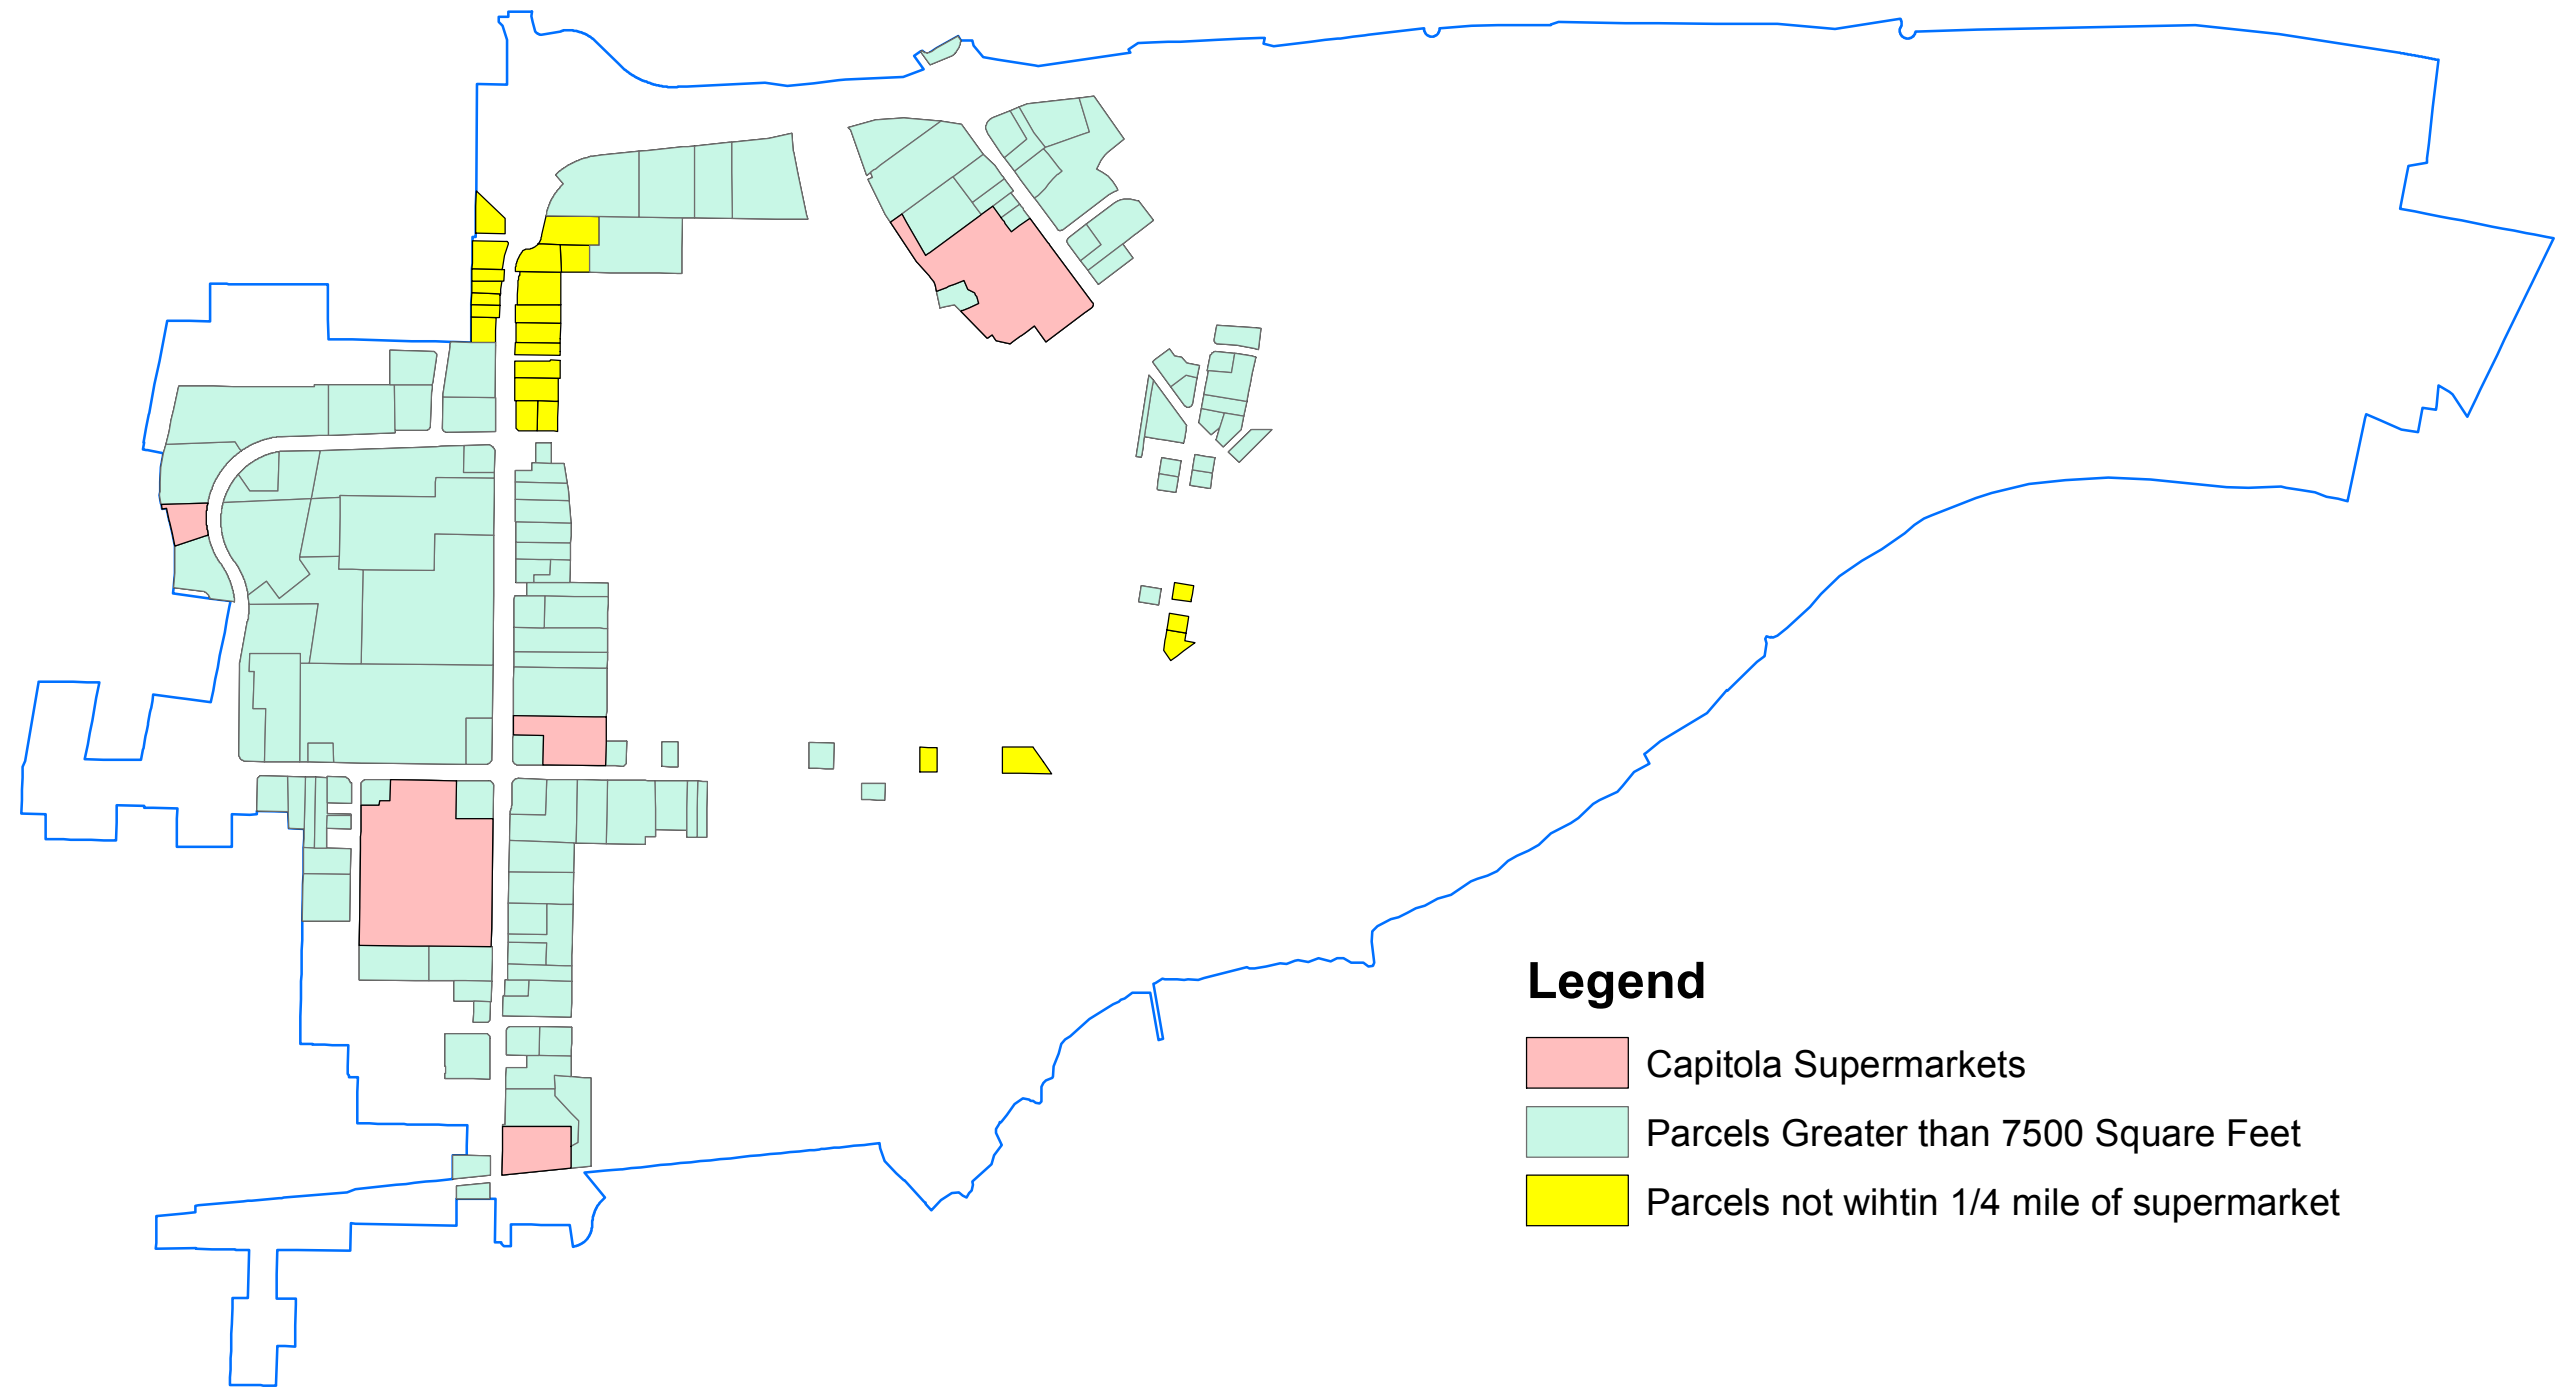 Legend
Capitola Supermarkets
Parcels Greater than 7500 Square Feet
Parcels not wihtin 1/4 mile of supermarket